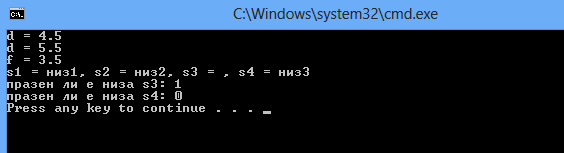 C:\Windows\system32\cmd.exe
d = 4.5
d = 5.5
f = 3.5
s1 = низ1, s2 = низ2, s3 = , s4 = низ3
празен ли е низа s3: 1
празен ли е низа s4: 0
Press any key to continue . . . _